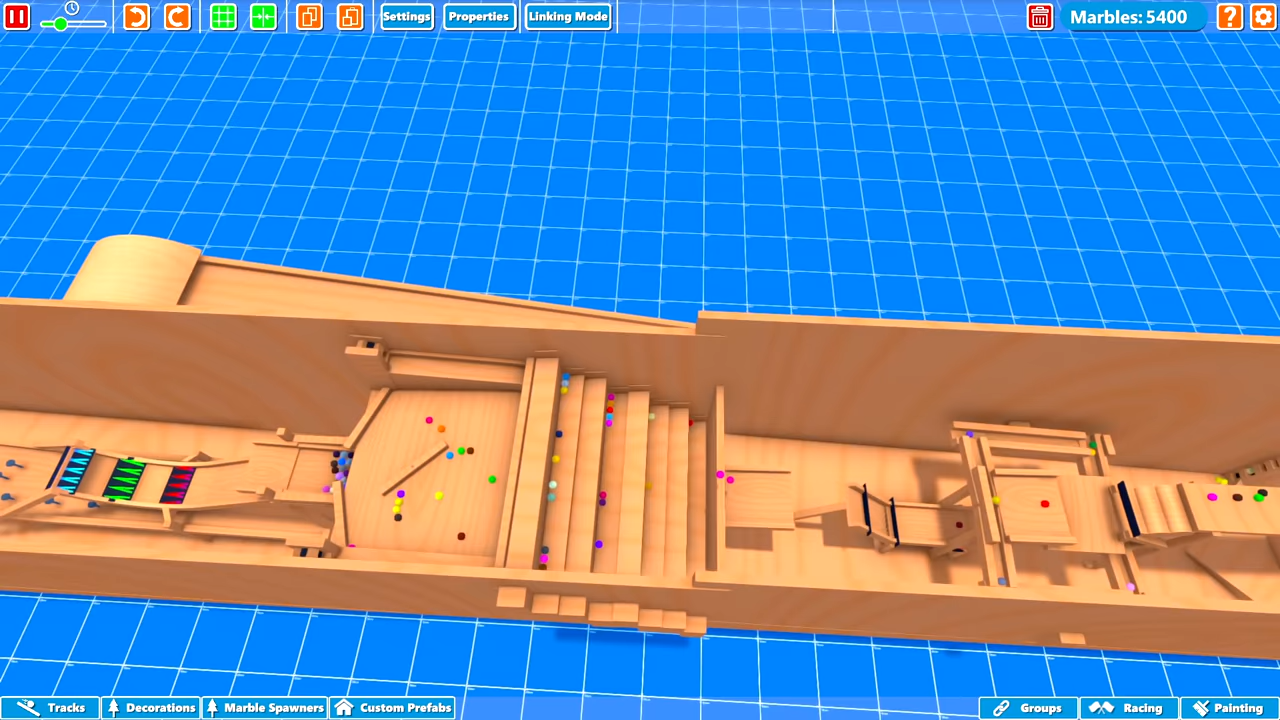 Settings
Properties
Linking Mode
Marbles: 5400
?
Tracks
Decorations
Marble Spawners
Custom Prefabs
Groups
Racing
Painting